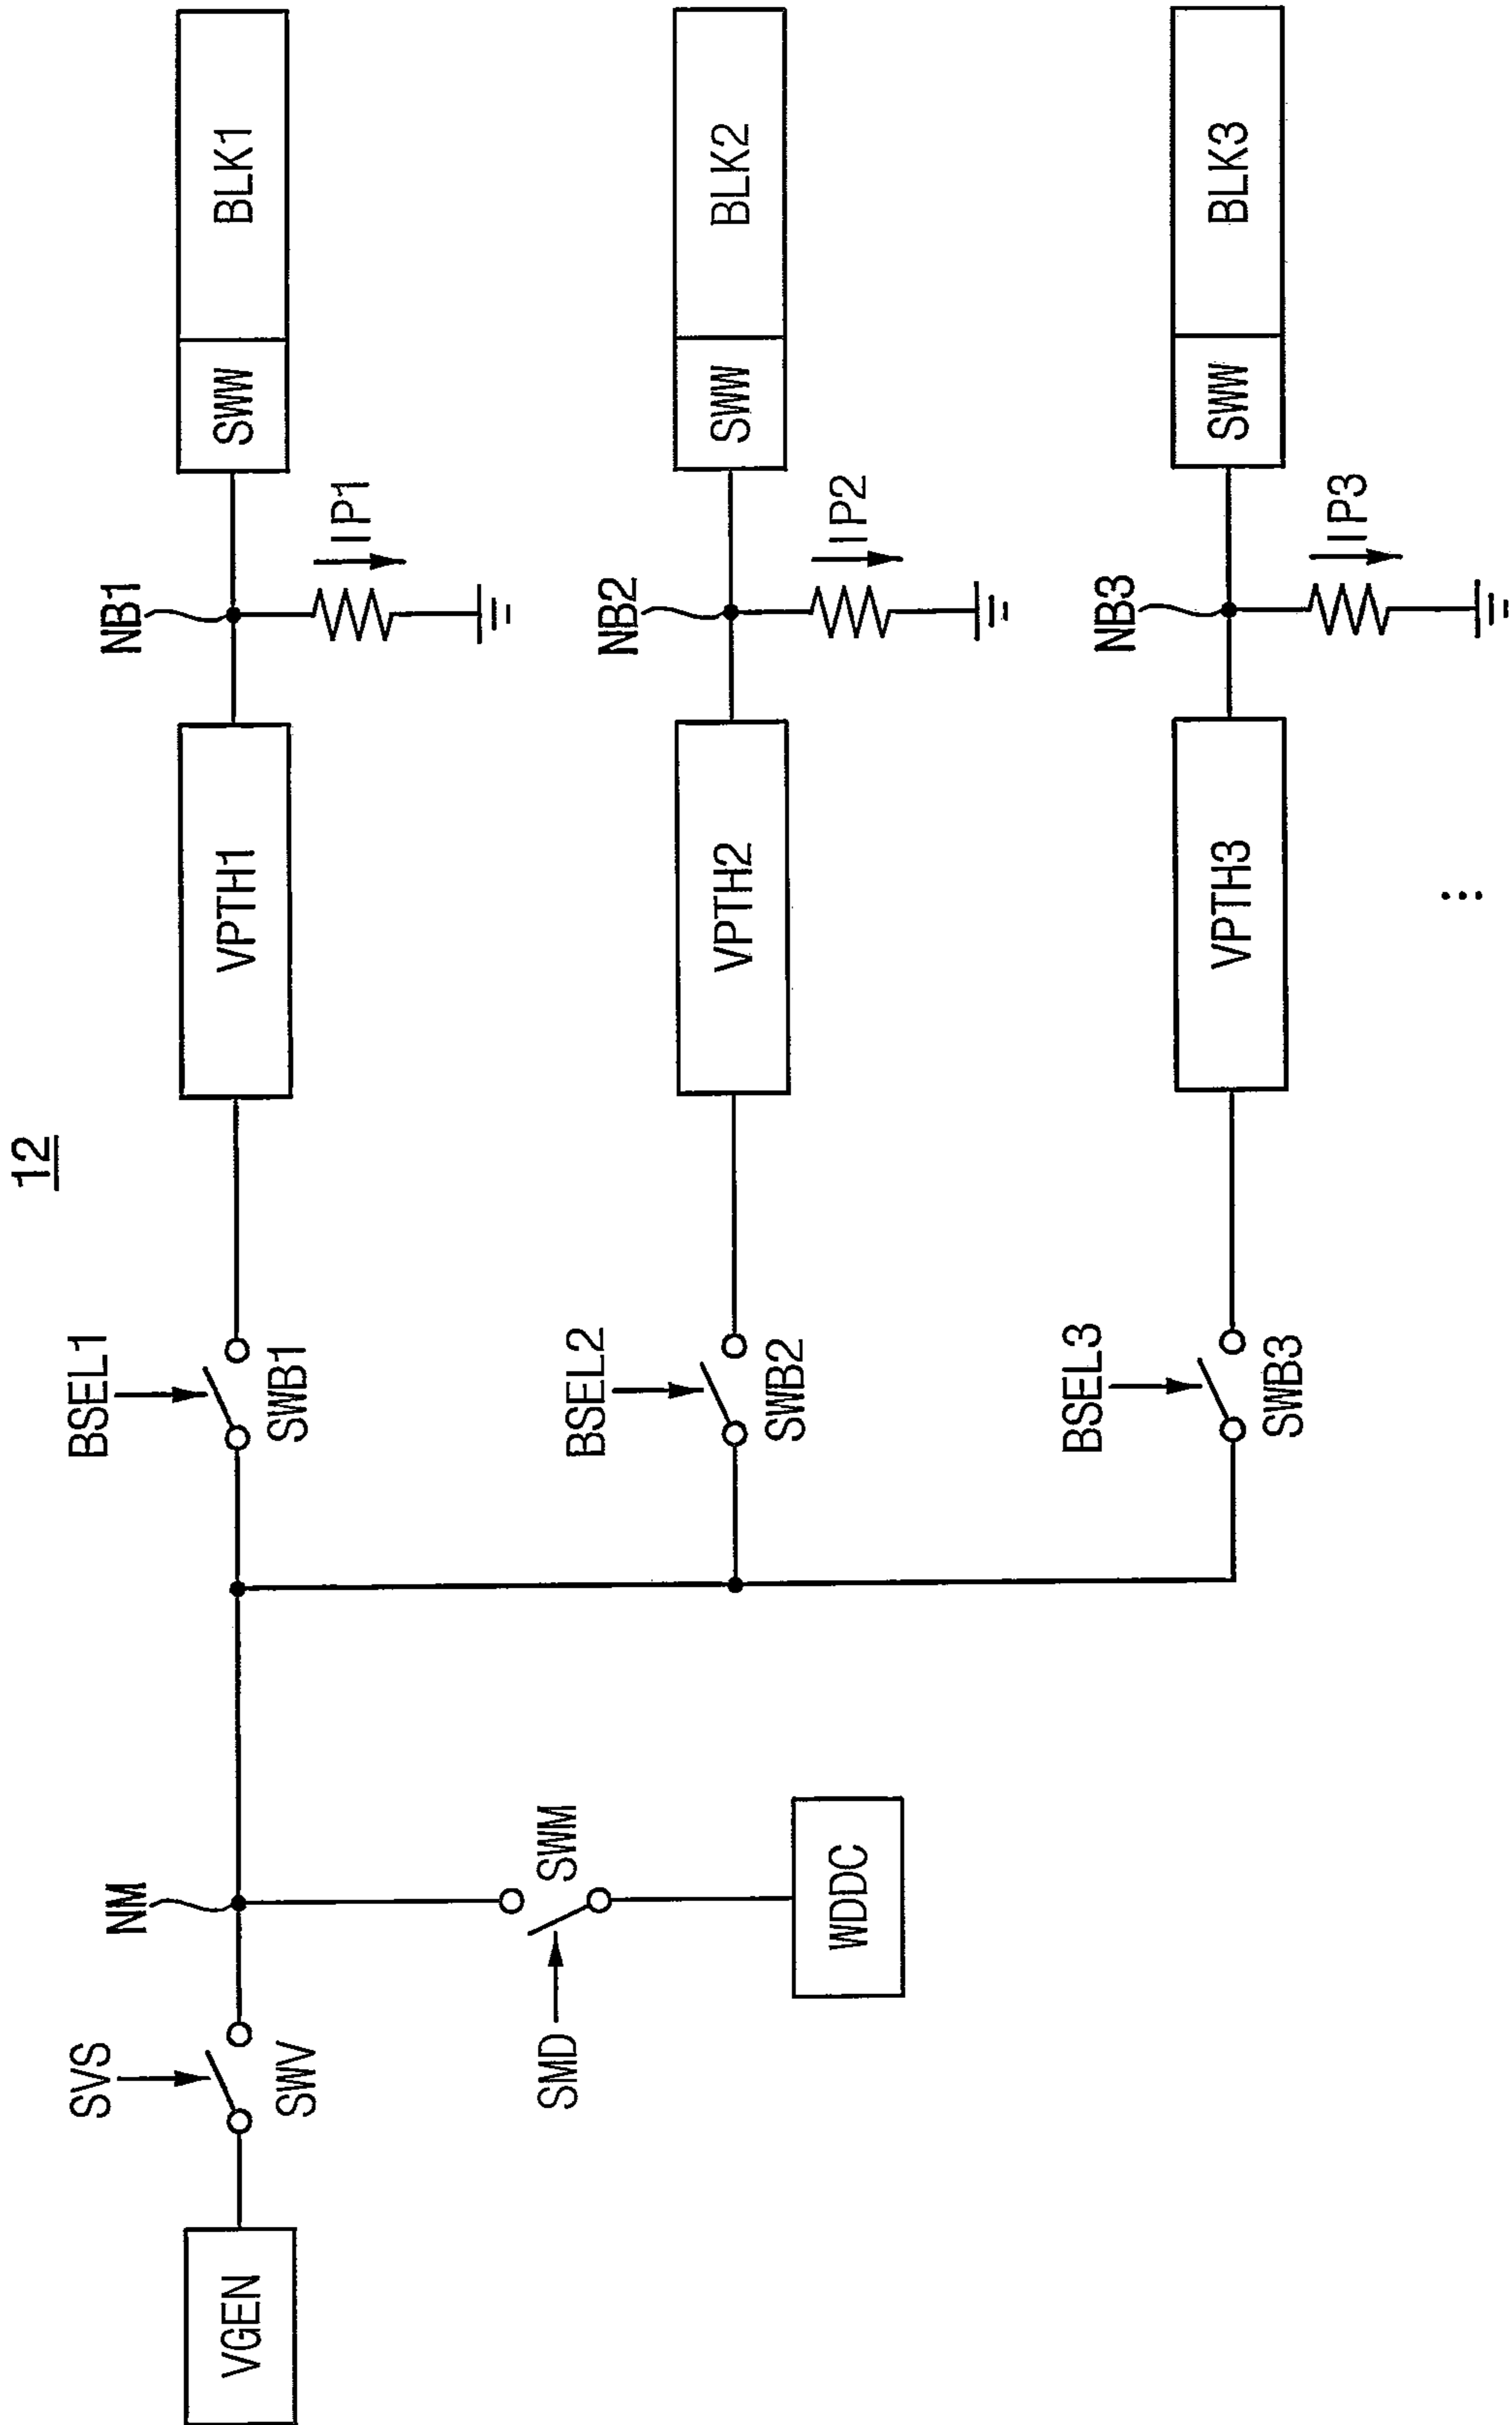 12
VGEN
SVS
SWV
NM
SMD
SWM
WDDC
BSEL1
SWB1
VPTH1
NB1
IP1
SWW
BLK1
BSEL2
SWB2
VPTH2
NB2
IP2
SWW
BLK2
BSEL3
SWB3
VPTH3
NB3
IP3
SWW
BLK3
...